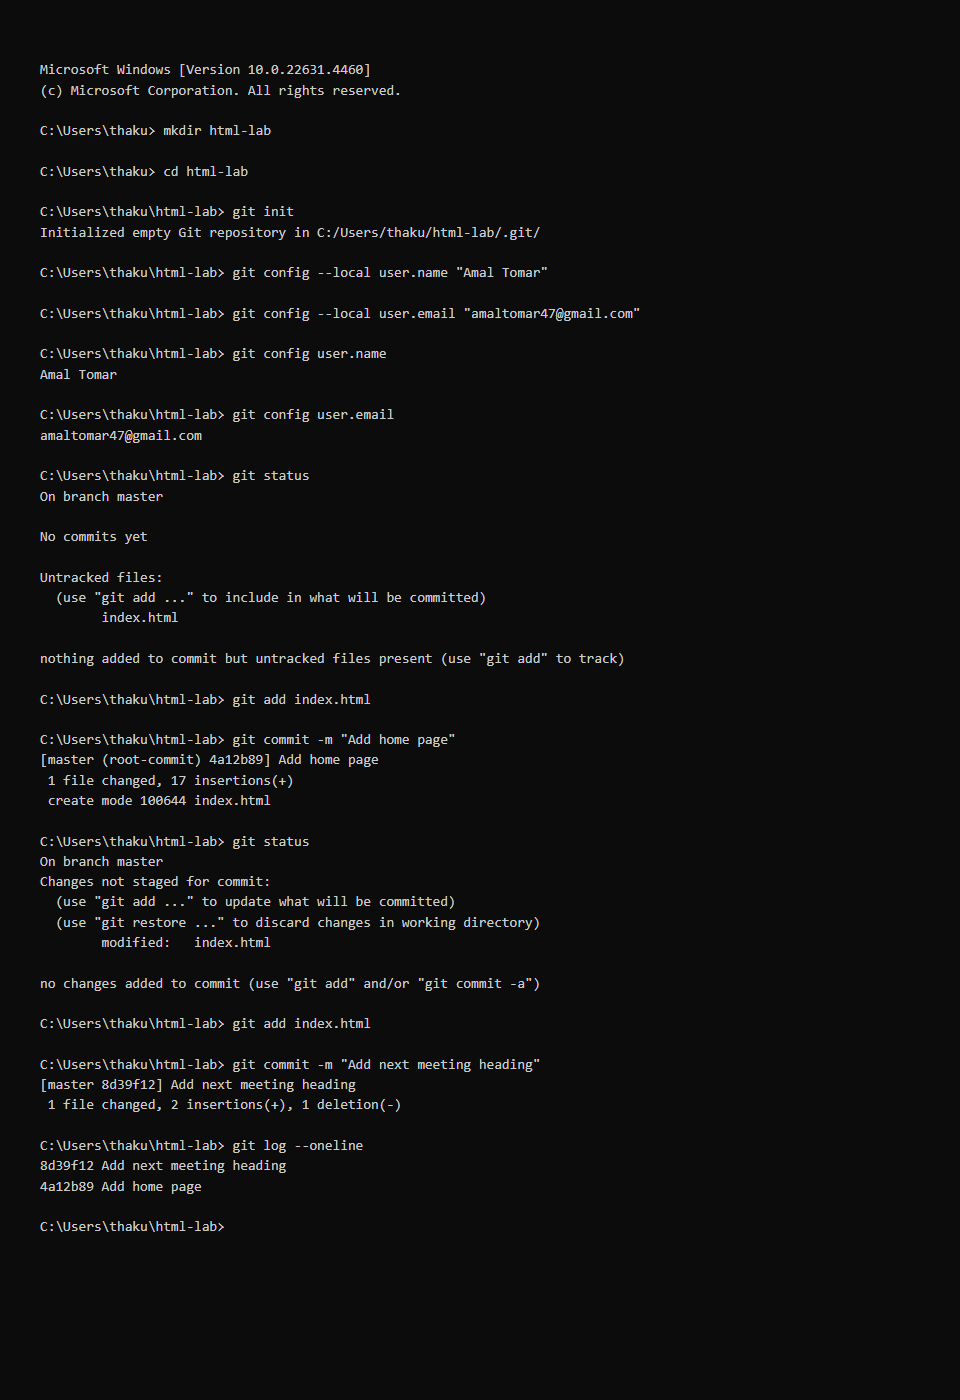 Microsoft Windows [Version 10.0.22631.4460]
(c) Microsoft Corporation. All rights reserved.
C:\Users\thaku> mkdir html-lab
C:\Users\thaku> cd html-lab
C:\Users\thaku\html-lab> git init
Initialized empty Git repository in C:/Users/thaku/html-lab/.git/
C:\Users\thaku\html-lab> git config --local user.name "Amal Tomar"
C:\Users\thaku\html-lab> git config --local user.email "amaltomar47@gmail.com"
C:\Users\thaku\html-lab> git config user.name
Amal Tomar
C:\Users\thaku\html-lab> git config user.email
amaltomar47@gmail.com
C:\Users\thaku\html-lab> git status
On branch master
No commits yet
Untracked files:
  (use "git add ..." to include in what will be committed)
        index.html
nothing added to commit but untracked files present (use "git add" to track)
C:\Users\thaku\html-lab> git add index.html
C:\Users\thaku\html-lab> git commit -m "Add home page"
[master (root-commit) 4a12b89] Add home page
 1 file changed, 17 insertions(+)
 create mode 100644 index.html
C:\Users\thaku\html-lab> git status
On branch master
Changes not staged for commit:
  (use "git add ..." to update what will be committed)
  (use "git restore ..." to discard changes in working directory)
        modified:   index.html
no changes added to commit (use "git add" and/or "git commit -a")
C:\Users\thaku\html-lab> git add index.html
C:\Users\thaku\html-lab> git commit -m "Add next meeting heading"
[master 8d39f12] Add next meeting heading
 1 file changed, 2 insertions(+), 1 deletion(-)
C:\Users\thaku\html-lab> git log --oneline
8d39f12 Add next meeting heading
4a12b89 Add home page
C:\Users\thaku\html-lab>